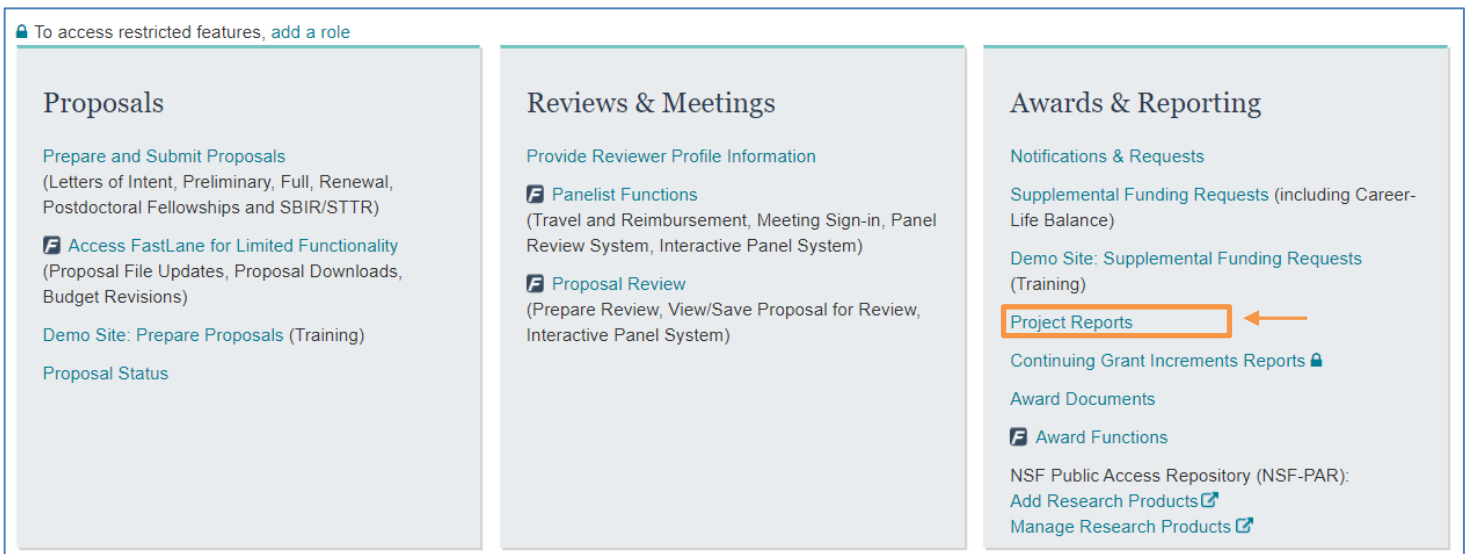 To access restricted features, add a role
Proposals
Prepare and Submit Proposals
(Letters of Intent, Preliminary, Full, Renewal,
Postdoctoral Fellowships and SBIR/STTR)
F Access FastLane for Limited Functionality
(Proposal File Updates, Proposal Downloads,
Budget Revisions)
Demo Site: Prepare Proposals (Training)
Proposal Status
Reviews & Meetings
Provide Reviewer Profile Information
F Panelist Functions
(Travel and Reimbursement, Meeting Sign-in, Panel
Review System, Interactive Panel System)
F Proposal Review
(Prepare Review, View/Save Proposal for Review,
Interactive Panel System)
Awards & Reporting
Notifications & Requests
Supplemental Funding Requests (including Career-
Life Balance)
Demo Site: Supplemental Funding Requests
(Training)
Project Reports
Continuing Grant Increments Reports
Award Documents
F Award Functions
NSF Public Access Repository (NSF-PAR):
Add Research Products
Manage Research Products